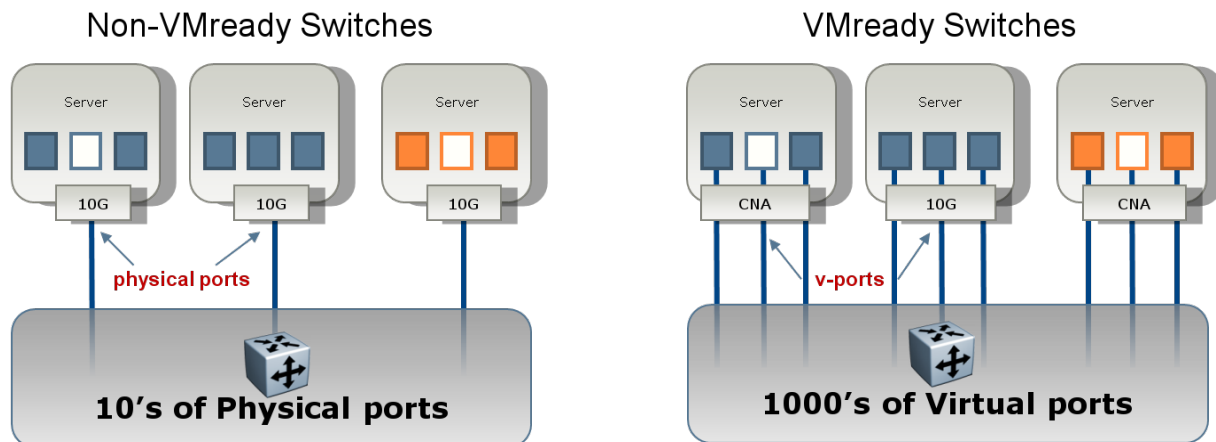 Non-VMready Switches
VMready Switches
Server
Server
Server
Server
Server
Server
10G
10G
10G
CNA
10G
CNA
physical ports
v-ports
10's of Physical ports
1000's of Virtual ports